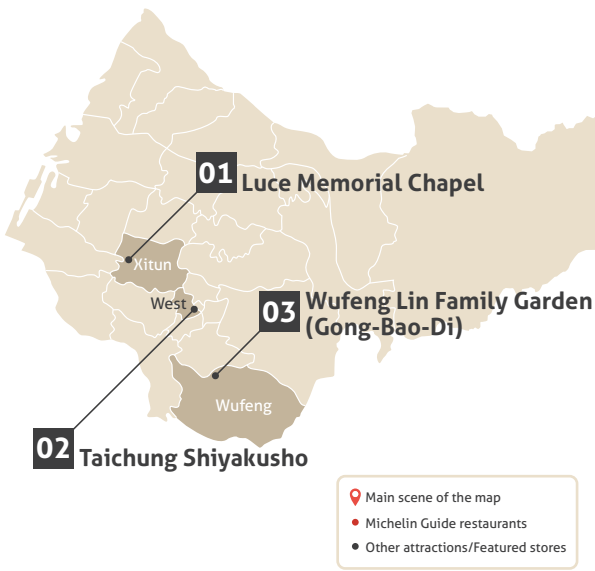 01 Luce Memorial Chapel
Xitun
West
03 Wufeng Lin Family Garden
(Gong-Bao-Di)
Wufeng
02 Taichung Shiyakusho
Main scene of the map
Michelin Guide restaurants
Other attractions/Featured stores